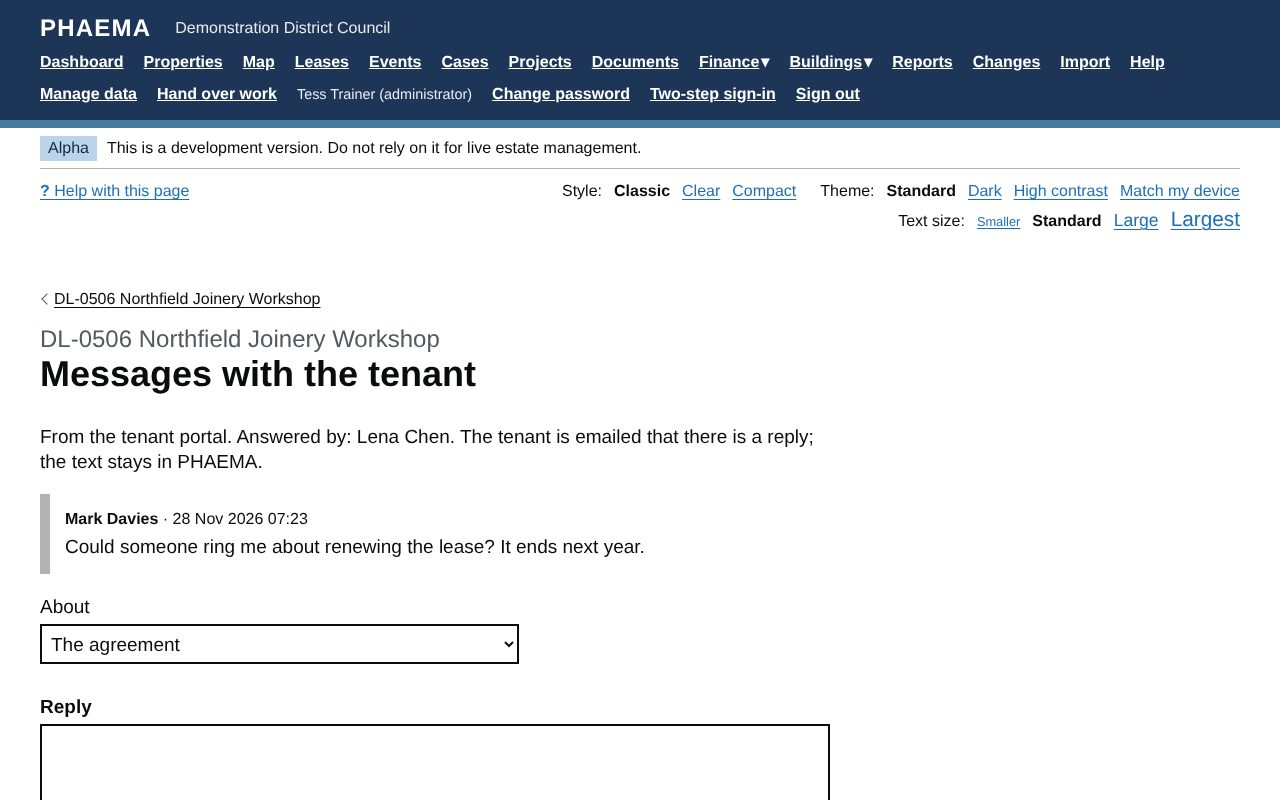 PHAEMA Demonstration District Council
Dashboard Properties Map Leases Events Cases Projects Documents Finance▾ Buildings▾ Reports Changes Import Help
Manage data Hand over work Tess Trainer (administrator) Change password Two-step sign-in Sign out
Alpha This is a development version. Do not rely on it for live estate management.
? Help with this page Style: Classic Clear Compact Theme: Standard Dark High contrast Match my device
Text size: Smaller Standard Large Largest
DL-0506 Northfield Joinery Workshop
DL-0506 Northfield Joinery Workshop
Messages with the tenant
From the tenant portal. Answered by: Lena Chen. The tenant is emailed that there is a reply;
the text stays in PHAEMA.
Mark Davies · 28 Nov 2026 07:23
Could someone ring me about renewing the lease? It ends next year.
About
The agreement
Reply